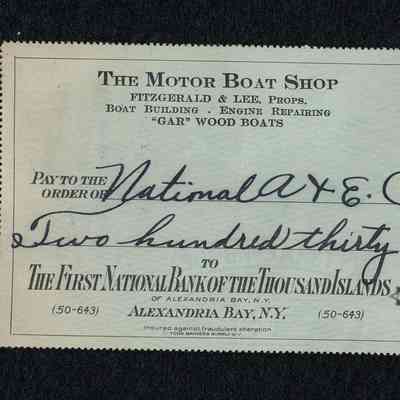 THE MOTOR BOAT SHOP
FITZGERALD & LEE, PROPS.
BOAT BUILDING - ENGINE REPAIRING
"GAR" WOOD BOATS
PAY TO THE
ORDER OF National A & E. C
Two hundred thirty
TO
THE FIRST NATIONAL BANK OF THE THOUSAND ISLANDS
OF ALEXANDRIA BAY, N.Y.
(50-643) ALEXANDRIA BAY, N.Y. (50-643)
Insured against fraudulent alteration